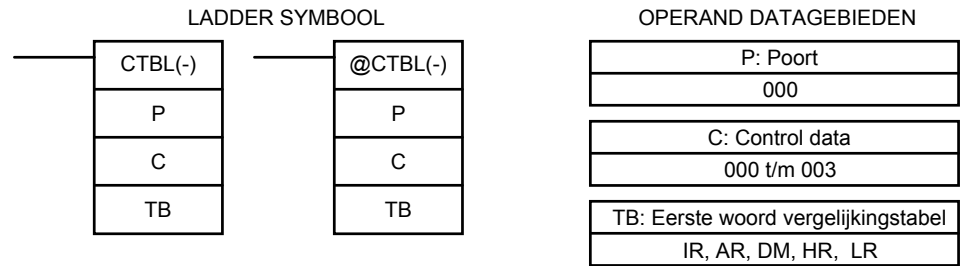 LADDER SYMBOOL
OPERAND DATAGEBIEDEN
CTBL(-)
P
C
TB
@CTBL(-)
P
C
TB
P: Poort
000
C: Control data
000 t/m 003
TB: Eerste woord vergelijkingstabel
IR, AR, DM, HR, LR